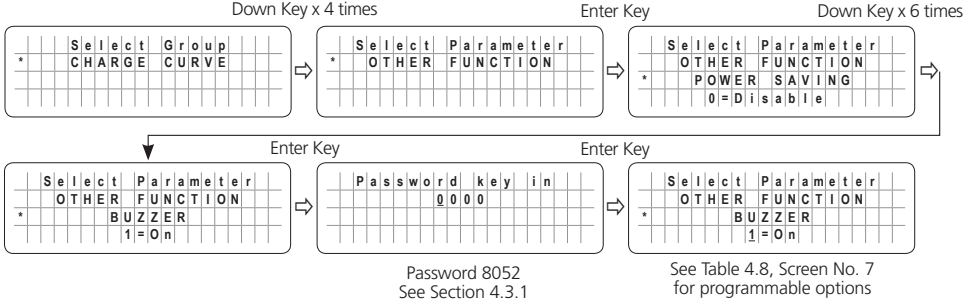 Down Key x 4 times
Enter Key
Down Key x 6 times
Select Group
* CHARGE CURVE
Select Parameter
* OTHER FUNCTION
Select Parameter
OTHER FUNCTION
* POWER SAVING
0=Disable
Enter Key
Enter Key
Select Parameter
OTHER FUNCTION
* BUZZER
1=On
Password key in
0000
Select Parameter
OTHER FUNCTION
* BUZZER
1=On
Password 8052
See Section 4.3.1
See Table 4.8, Screen No. 7
for programmable options